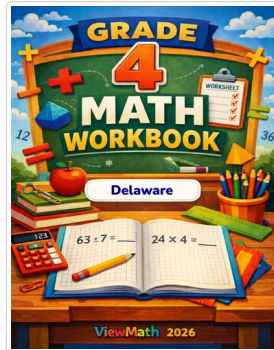 GRADE
4
MATH
WORKBOOK
WORKSHEET
12
36
Delaware
123
63 ÷ 7 = ___
24 × 4 = ___
ViewMath 2026